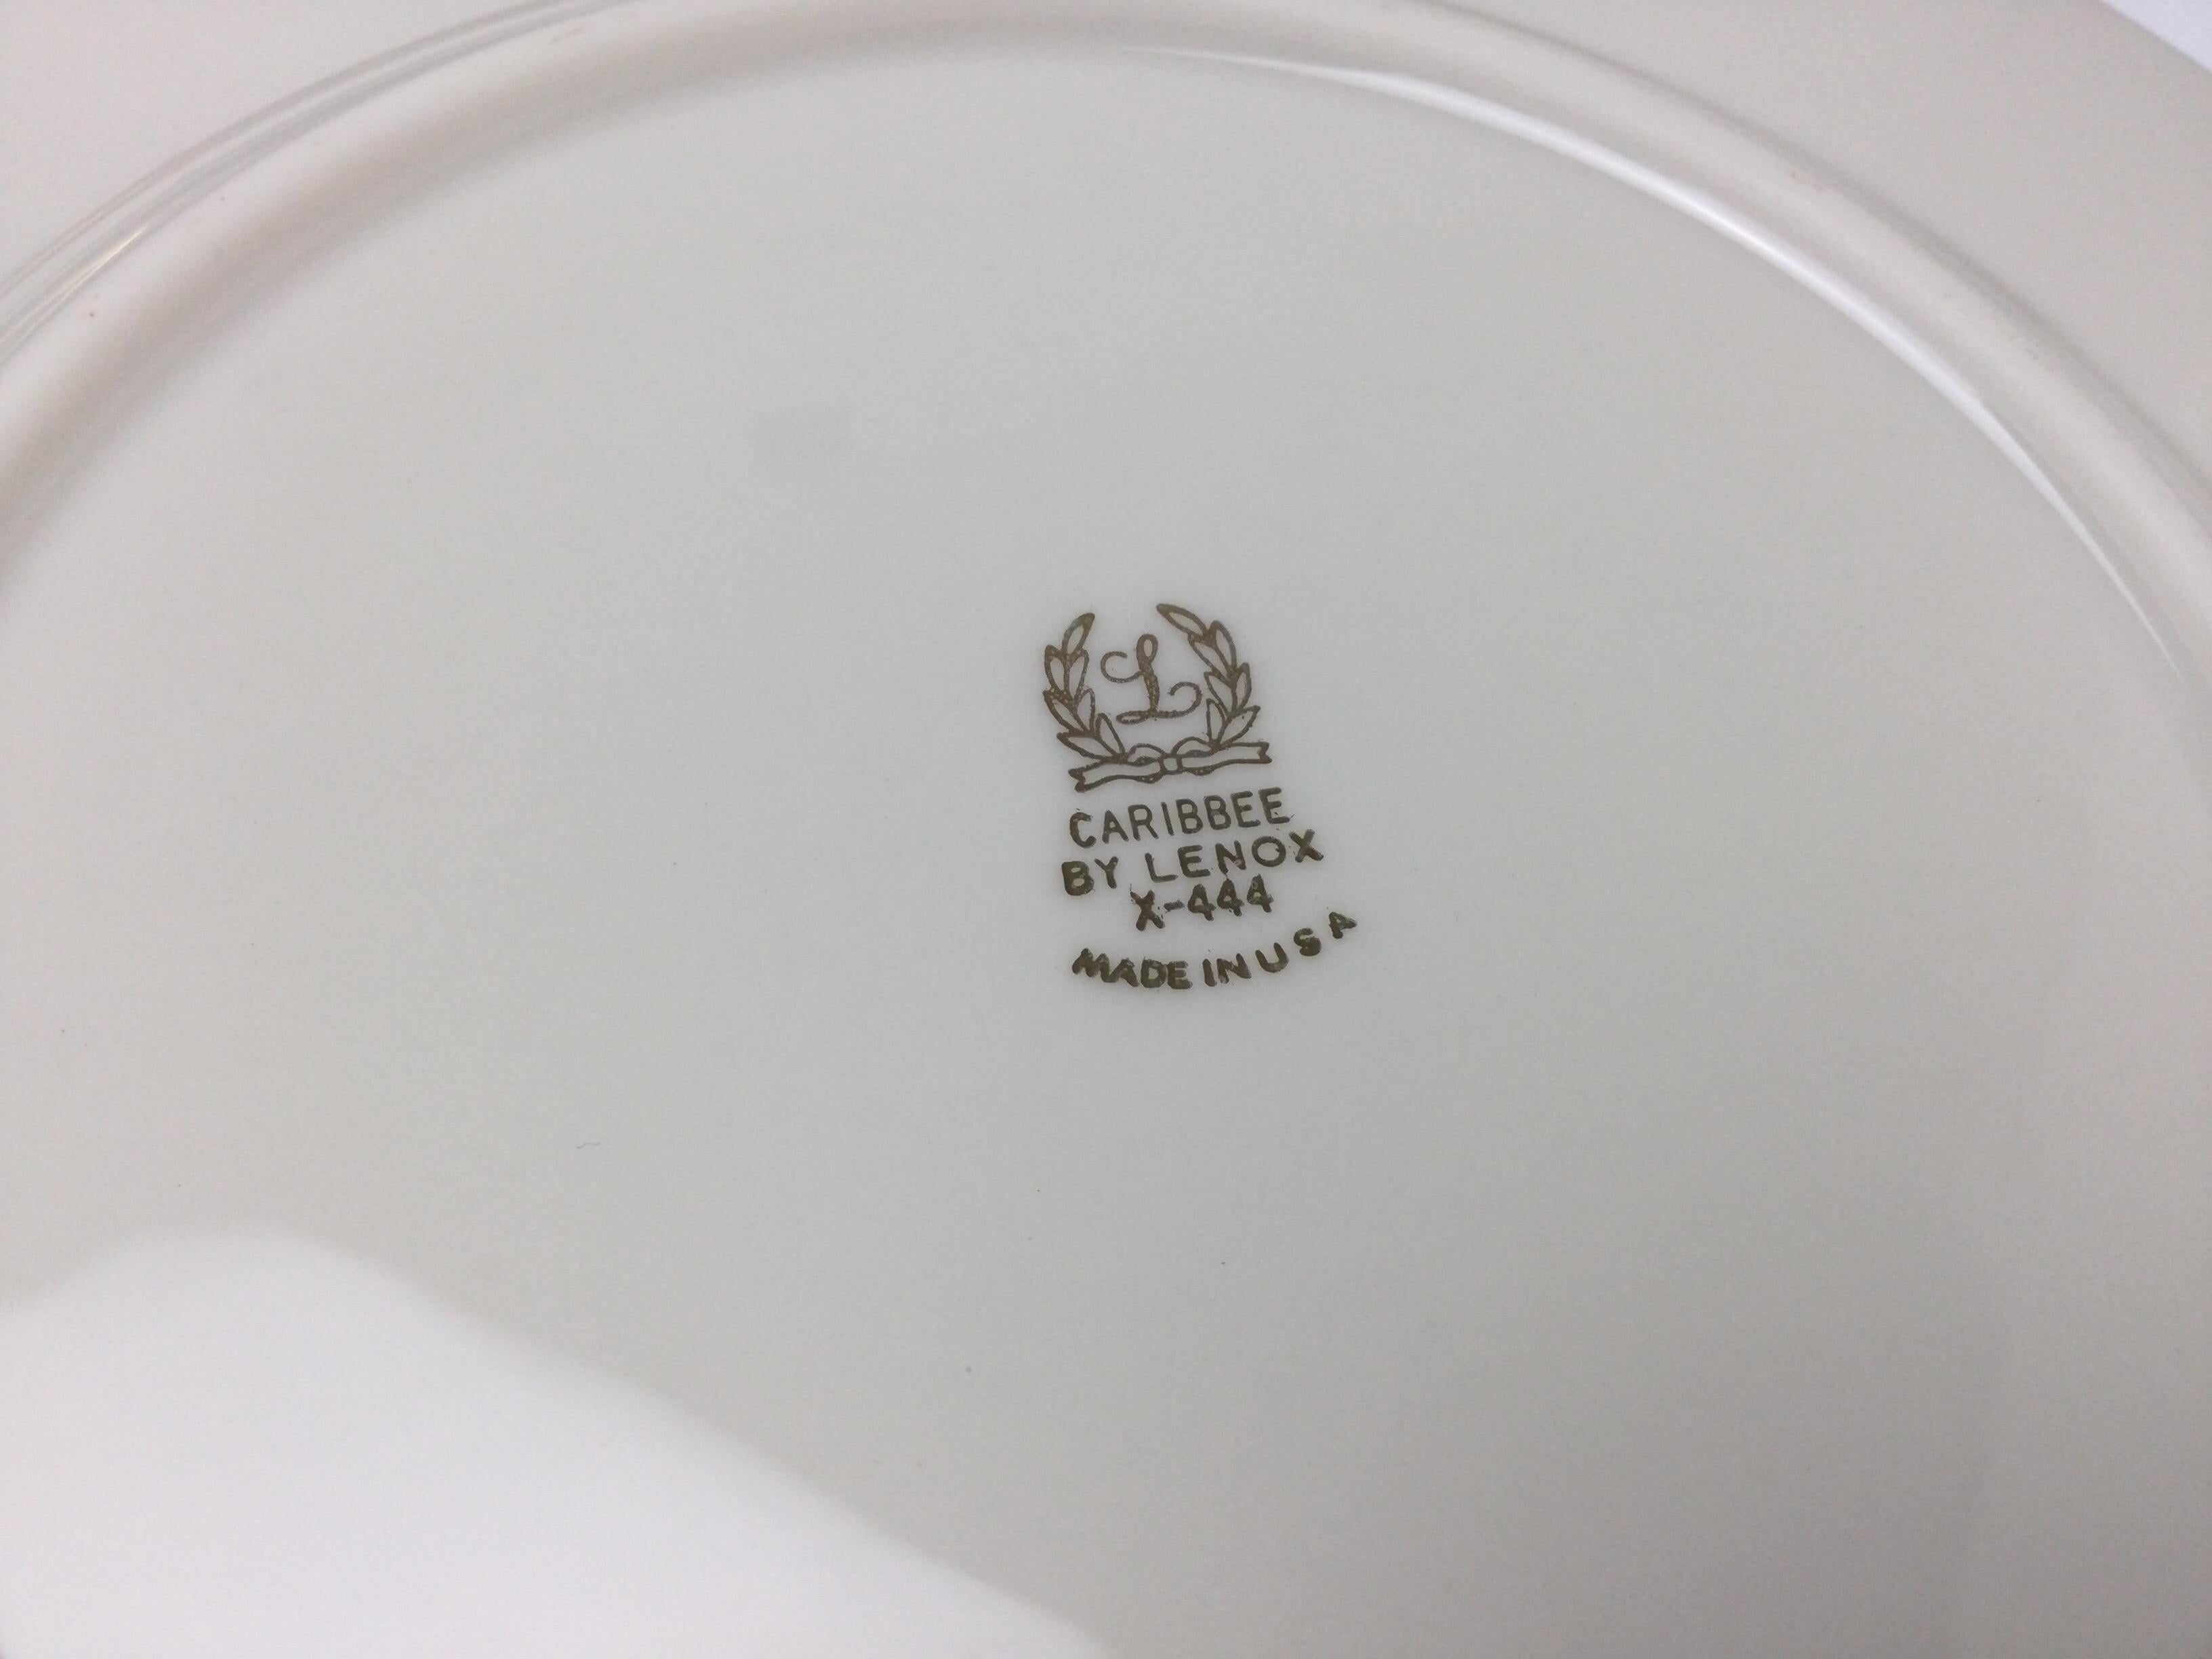 L
CARIBBEE
BY LENOX
X-444
MADE IN USA